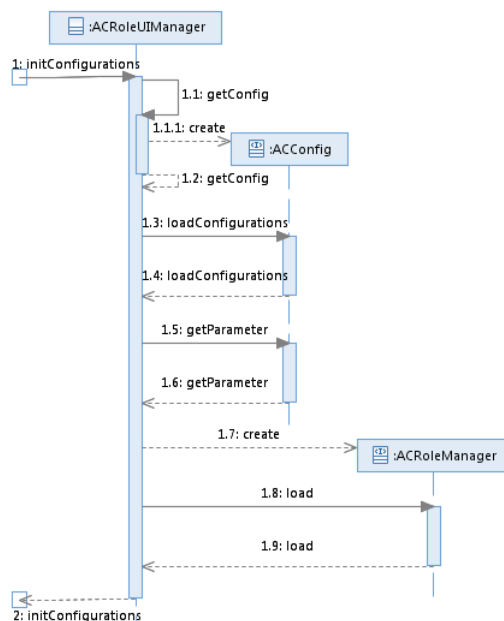 :ACRoleUIManager
1: initConfigurations
1.1: getConfig
1.1.1: create
:ACConfig
1.2: getConfig
1.3: loadConfigurations
1.4: loadConfigurations
1.5: getParameter
1.6: getParameter
1.7: create
:ACRoleManager
1.8: load
1.9: load
2: initConfigurations